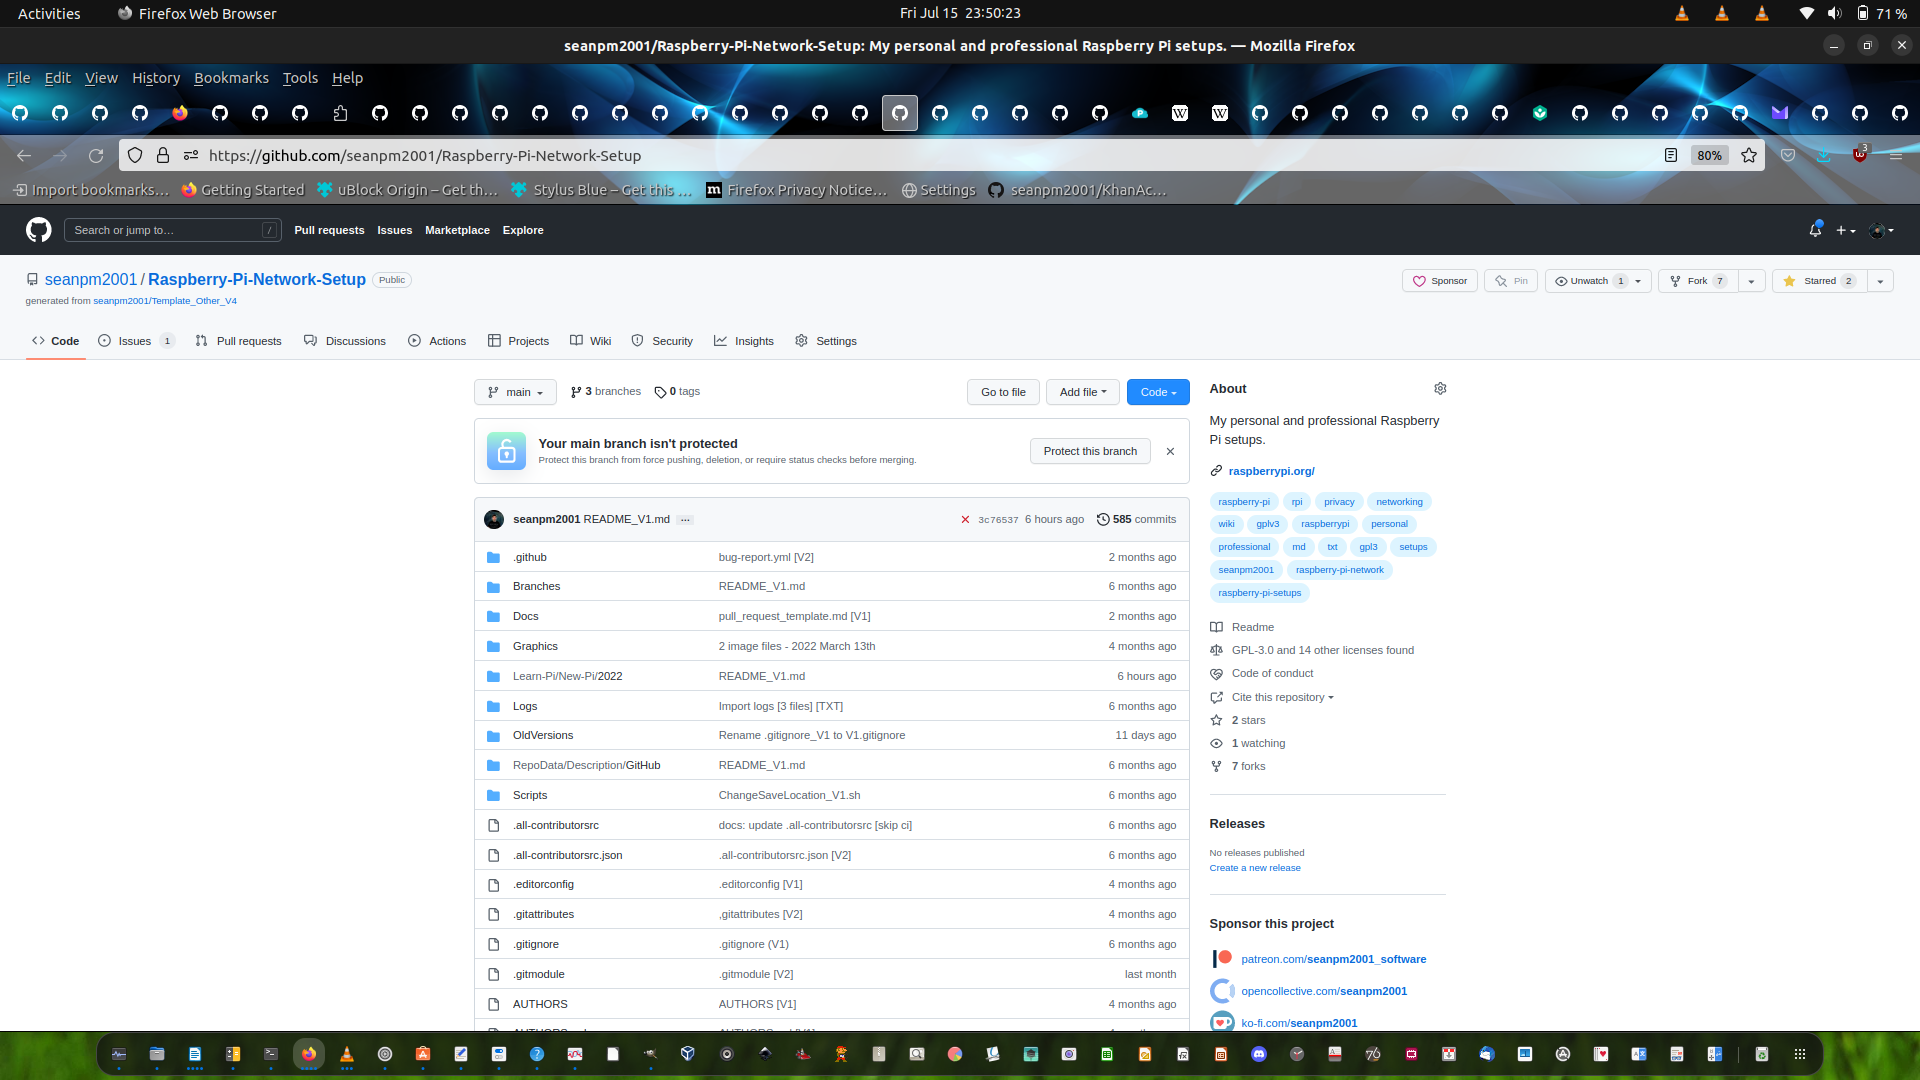 Activities Firefox Web Browser Fri Jul 15 23:50:23 71 %
seanpm2001/Raspberry-Pi-Network-Setup: My personal and professional Raspberry Pi setups. — Mozilla Firefox
File Edit View History Bookmarks Tools Help
https://github.com/seanpm2001/Raspberry-Pi-Network-Setup 80% 3
Import bookmarks… Getting Started uBlock Origin – Get th… Stylus Blue – Get this … Firefox Privacy Notice… Settings seanpm2001/KhanAc…
Search or jump to… / Pull requests Issues Marketplace Explore
seanpm2001 / Raspberry-Pi-Network-Setup Public Sponsor Pin Unwatch 1 Fork 7 Starred 2
generated from seanpm2001/Template_Other_V4
Code Issues 1 Pull requests Discussions Actions Projects Wiki Security Insights Settings
main 3 branches 0 tags Go to file Add file Code
Your main branch isn't protected
Protect this branch from force pushing, deletion, or require status checks before merging.
Protect this branch
seanpm2001 README_V1.md … 3c76537 6 hours ago 585 commits
.github bug-report.yml [V2] 2 months ago
Branches README_V1.md 6 months ago
Docs pull_request_template.md [V1] 2 months ago
Graphics 2 image files - 2022 March 13th 4 months ago
Learn-Pi/New-Pi/2022 README_V1.md 6 hours ago
Logs Import logs [3 files] [TXT] 6 months ago
OldVersions Rename .gitignore_V1 to V1.gitignore 11 days ago
RepoData/Description/GitHub README_V1.md 6 months ago
Scripts ChangeSaveLocation_V1.sh 6 months ago
.all-contributorsrc docs: update .all-contributorsrc [skip ci] 6 months ago
.all-contributorsrc.json .all-contributorsrc.json [V2] 6 months ago
.editorconfig .editorconfig [V1] 4 months ago
.gitattributes ,gitattributes [V2] 4 months ago
.gitignore .gitignore (V1) 6 months ago
.gitmodule .gitmodule [V2] last month
AUTHORS AUTHORS [V1] 4 months ago
About
My personal and professional Raspberry
Pi setups.
raspberrypi.org/
raspberry-pi rpi privacy networking
wiki gplv3 raspberrypi personal
professional md txt gpl3 setups
seanpm2001 raspberry-pi-network
raspberry-pi-setups
Readme
GPL-3.0 and 14 other licenses found
Code of conduct
Cite this repository
2 stars
1 watching
7 forks
Releases
No releases published
Create a new release
Sponsor this project
patreon.com/seanpm2001_software
opencollective.com/seanpm2001
ko-fi.com/seanpm2001